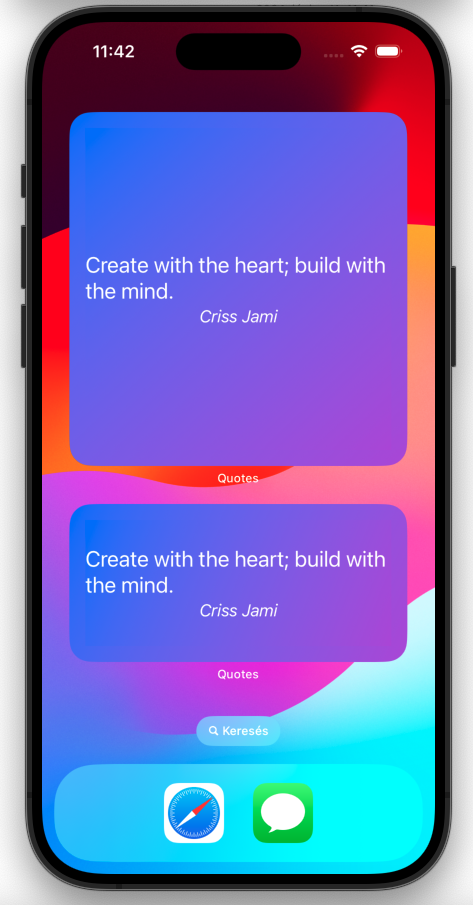 11:42
Create with the heart; build with
the mind.
Criss Jami
Quotes
Create with the heart; build with
the mind.
Criss Jami
Quotes
Keresés